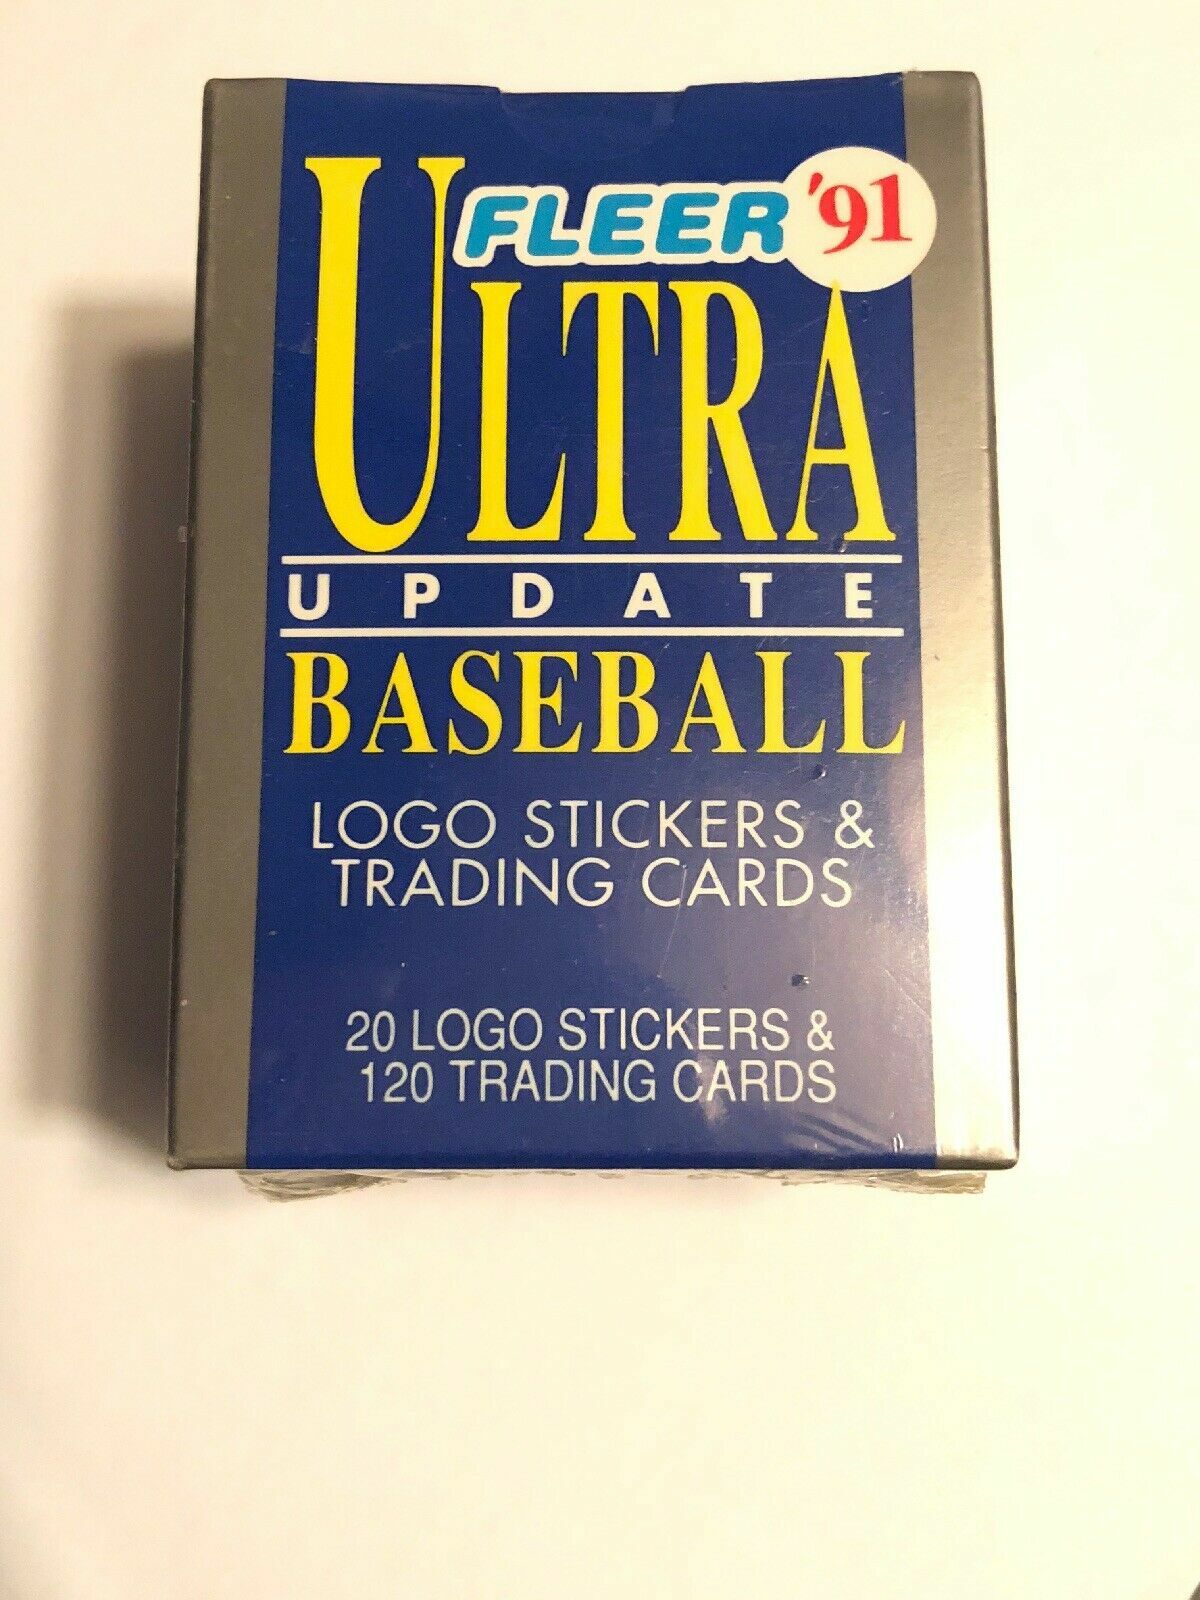 FLEER '91
ULTRA
UPDATE
BASEBALL
LOGO STICKERS &
TRADING CARDS
20 LOGO STICKERS &
120 TRADING CARDS